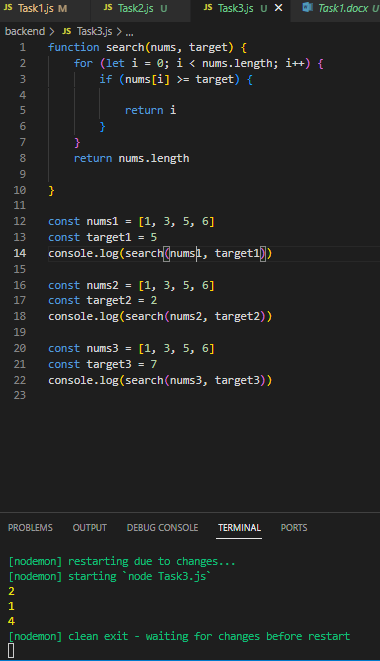 JS Task1.js M JS Task2.js U JS Task3.js U × Task1.docx
backend > JS Task3.js > ...
1 function search(nums, target) {
2     for (let i = 0; i < nums.length; i++) {
3         if (nums[i] >= target) {
4
5             return i
6         }
7     }
8     return nums.length
9
10 }
11
12 const nums1 = [1, 3, 5, 6]
13 const target1 = 5
14 console.log(search(nums1, target1))
15
16 const nums2 = [1, 3, 5, 6]
17 const target2 = 2
18 console.log(search(nums2, target2))
19
20 const nums3 = [1, 3, 5, 6]
21 const target3 = 7
22 console.log(search(nums3, target3))
23
PROBLEMS OUTPUT DEBUG CONSOLE TERMINAL PORTS
[nodemon] restarting due to changes...
[nodemon] starting `node Task3.js`
2
1
4
[nodemon] clean exit - waiting for changes before restart